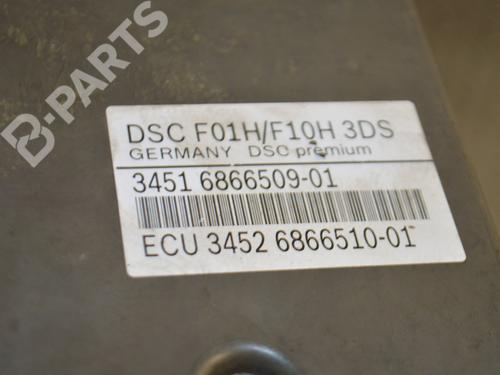 B-PARTS
DSC F01H/F10H 3DS
GERMANY DSC premium
3451 6866509-01
ECU 3452 6866510-01